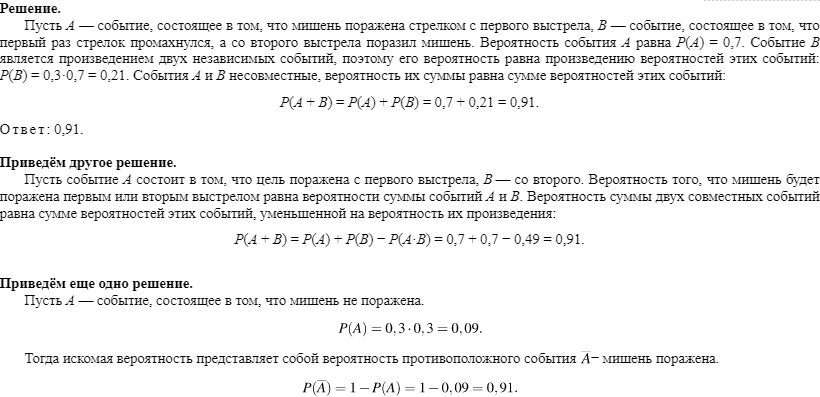 Решение.
Пусть A — событие, состоящее в том, что мишень поражена стрелком с первого выстрела, B — событие, состоящее в том, что
первый раз стрелок промахнулся, а со второго выстрела поразил мишень. Вероятность события A равна P(A) = 0,7. Событие B
является произведением двух независимых событий, поэтому его вероятность равна произведению вероятностей этих событий:
P(B) = 0,3·0,7 = 0,21. События A и B несовместные, вероятность их суммы равна сумме вероятностей этих событий:
P(A + B) = P(A) + P(B) = 0,7 + 0,21 = 0,91.
Ответ: 0,91.
Приведём другое решение.
Пусть событие A состоит в том, что цель поражена с первого выстрела, B — со второго. Вероятность того, что мишень будет
поражена первым или вторым выстрелом равна вероятности суммы событий A и B. Вероятность суммы двух совместных событий
равна сумме вероятностей этих событий, уменьшенной на вероятность их произведения:
P(A + B) = P(A) + P(B) − P(A·B) = 0,7 + 0,7 − 0,49 = 0,91.
Приведём еще одно решение.
Пусть A — событие, состоящее в том, что мишень не поражена.
P(A) = 0,3·0,3 = 0,09.
Тогда искомая вероятность представляет собой вероятность противоположного события A̅− мишень поражена.
P(A̅) = 1 − P(A) = 1 − 0,09 = 0,91.